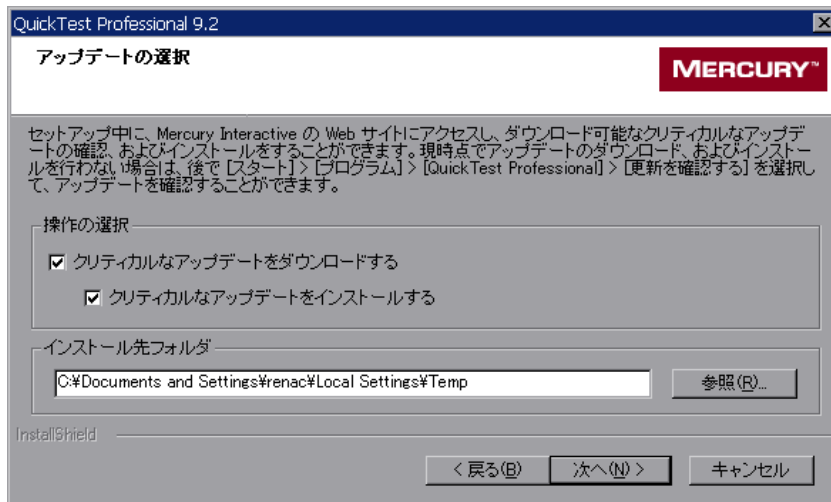 QuickTest Professional 9.2
アップデートの選択
MERCURY™
セットアップ中に、Mercury Interactive の Web サイトにアクセスし、ダウンロード可能なクリティカルなアップデ
ートの確認、およびインストールをすることができます。現時点でアップデートのダウンロード、およびインストー
ルを行わない場合は、後で [スタート] > [プログラム] > [QuickTest Professional] > [更新を確認する] を選択し
て、アップデートを確認することができます。
操作の選択
クリティカルなアップデートをダウンロードする
クリティカルなアップデートをインストールする
インストール先フォルダ
C:¥Documents and Settings¥renac¥Local Settings¥Temp
参照(R)...
InstallShield
< 戻る(B)
次へ(N) >
キャンセル